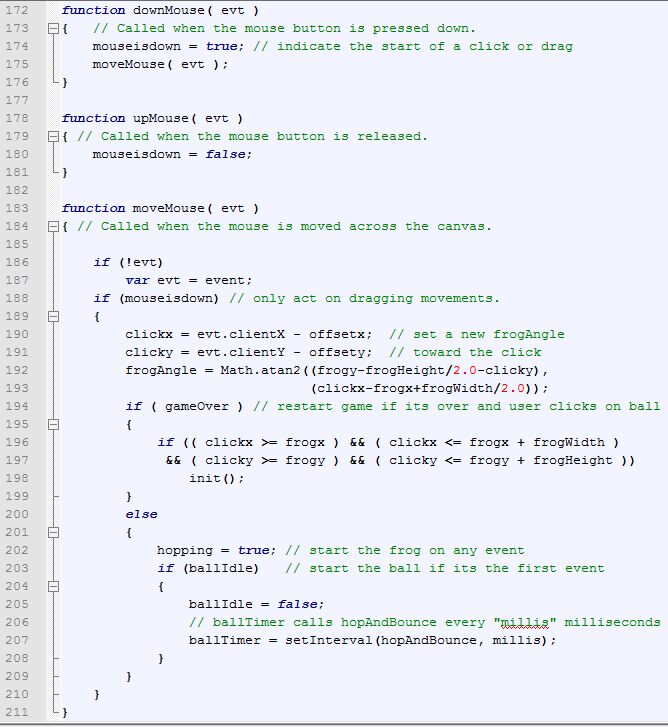 172 function downMouse( evt )
173 { // Called when the mouse button is pressed down.
174 mouseisdown = true; // indicate the start of a click or drag
175 moveMouse( evt );
176 }
177
178 function upMouse( evt )
179 { // Called when the mouse button is released.
180 mouseisdown = false;
181 }
182
183 function moveMouse( evt )
184 { // Called when the mouse is moved across the canvas.
185
186 if (!evt)
187 var evt = event;
188 if (mouseisdown) // only act on dragging movements.
189 {
190 clickx = evt.clientX - offsetx; // set a new frogAngle
191 clicky = evt.clientY - offsety; // toward the click
192 frogAngle = Math.atan2((frogy-frogHeight/2.0-clicky),
193 (clickx-frogx+frogWidth/2.0));
194 if ( gameOver ) // restart game if its over and user clicks on ball
195 {
196 if (( clickx >= frogx ) && ( clickx <= frogx + frogWidth )
197 && ( clicky >= frogy ) && ( clicky <= frogy + frogHeight ))
198 init();
199 }
200 else
201 {
202 hopping = true; // start the frog on any event
203 if (ballIdle) // start the ball if its the first event
204 {
205 ballIdle = false;
206 // ballTimer calls hopAndBounce every "millis" milliseconds
207 ballTimer = setInterval(hopAndBounce, millis);
208 }
209 }
210 }
211 }